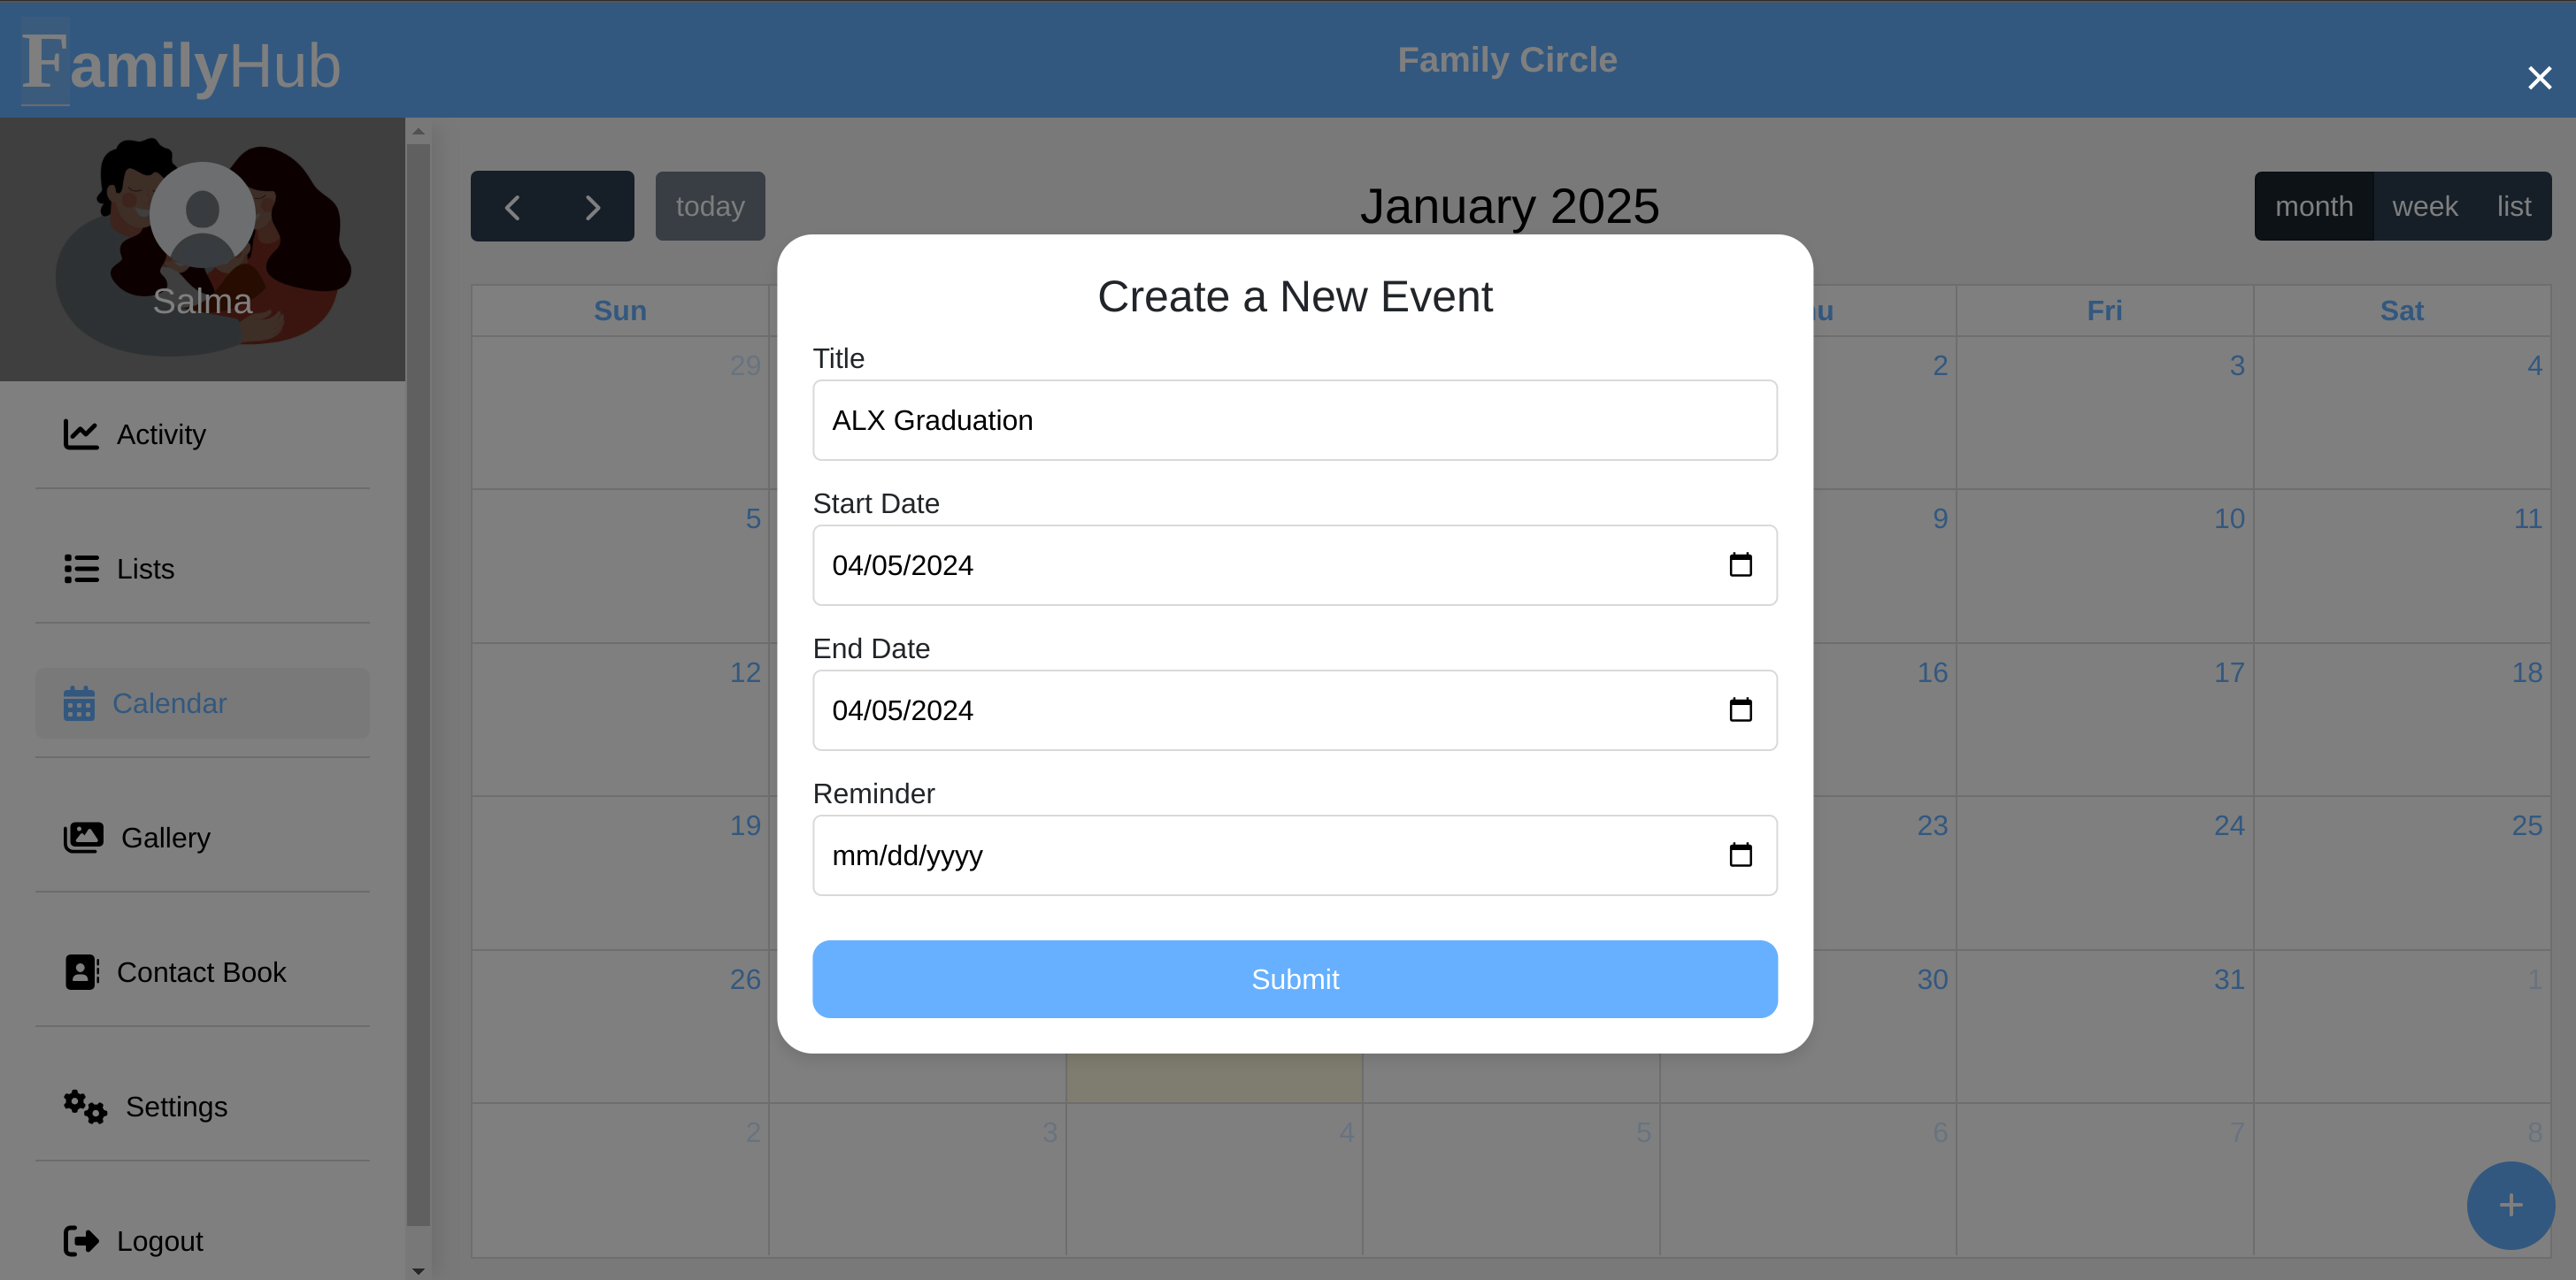 FamilyHub
Family Circle
Salma
Activity
Lists
Calendar
Gallery
Contact Book
Settings
Logout
today
January 2025
month week list
Sun Fri Sat
29 2 3 4
5 9 10 11
12 16 17 18
19 23 24 25
26 30 31 1
2 3 4 5 6 7 8
+
Create a New Event
Title
ALX Graduation
Start Date
04/05/2024
End Date
04/05/2024
Reminder
mm/dd/yyyy
Submit